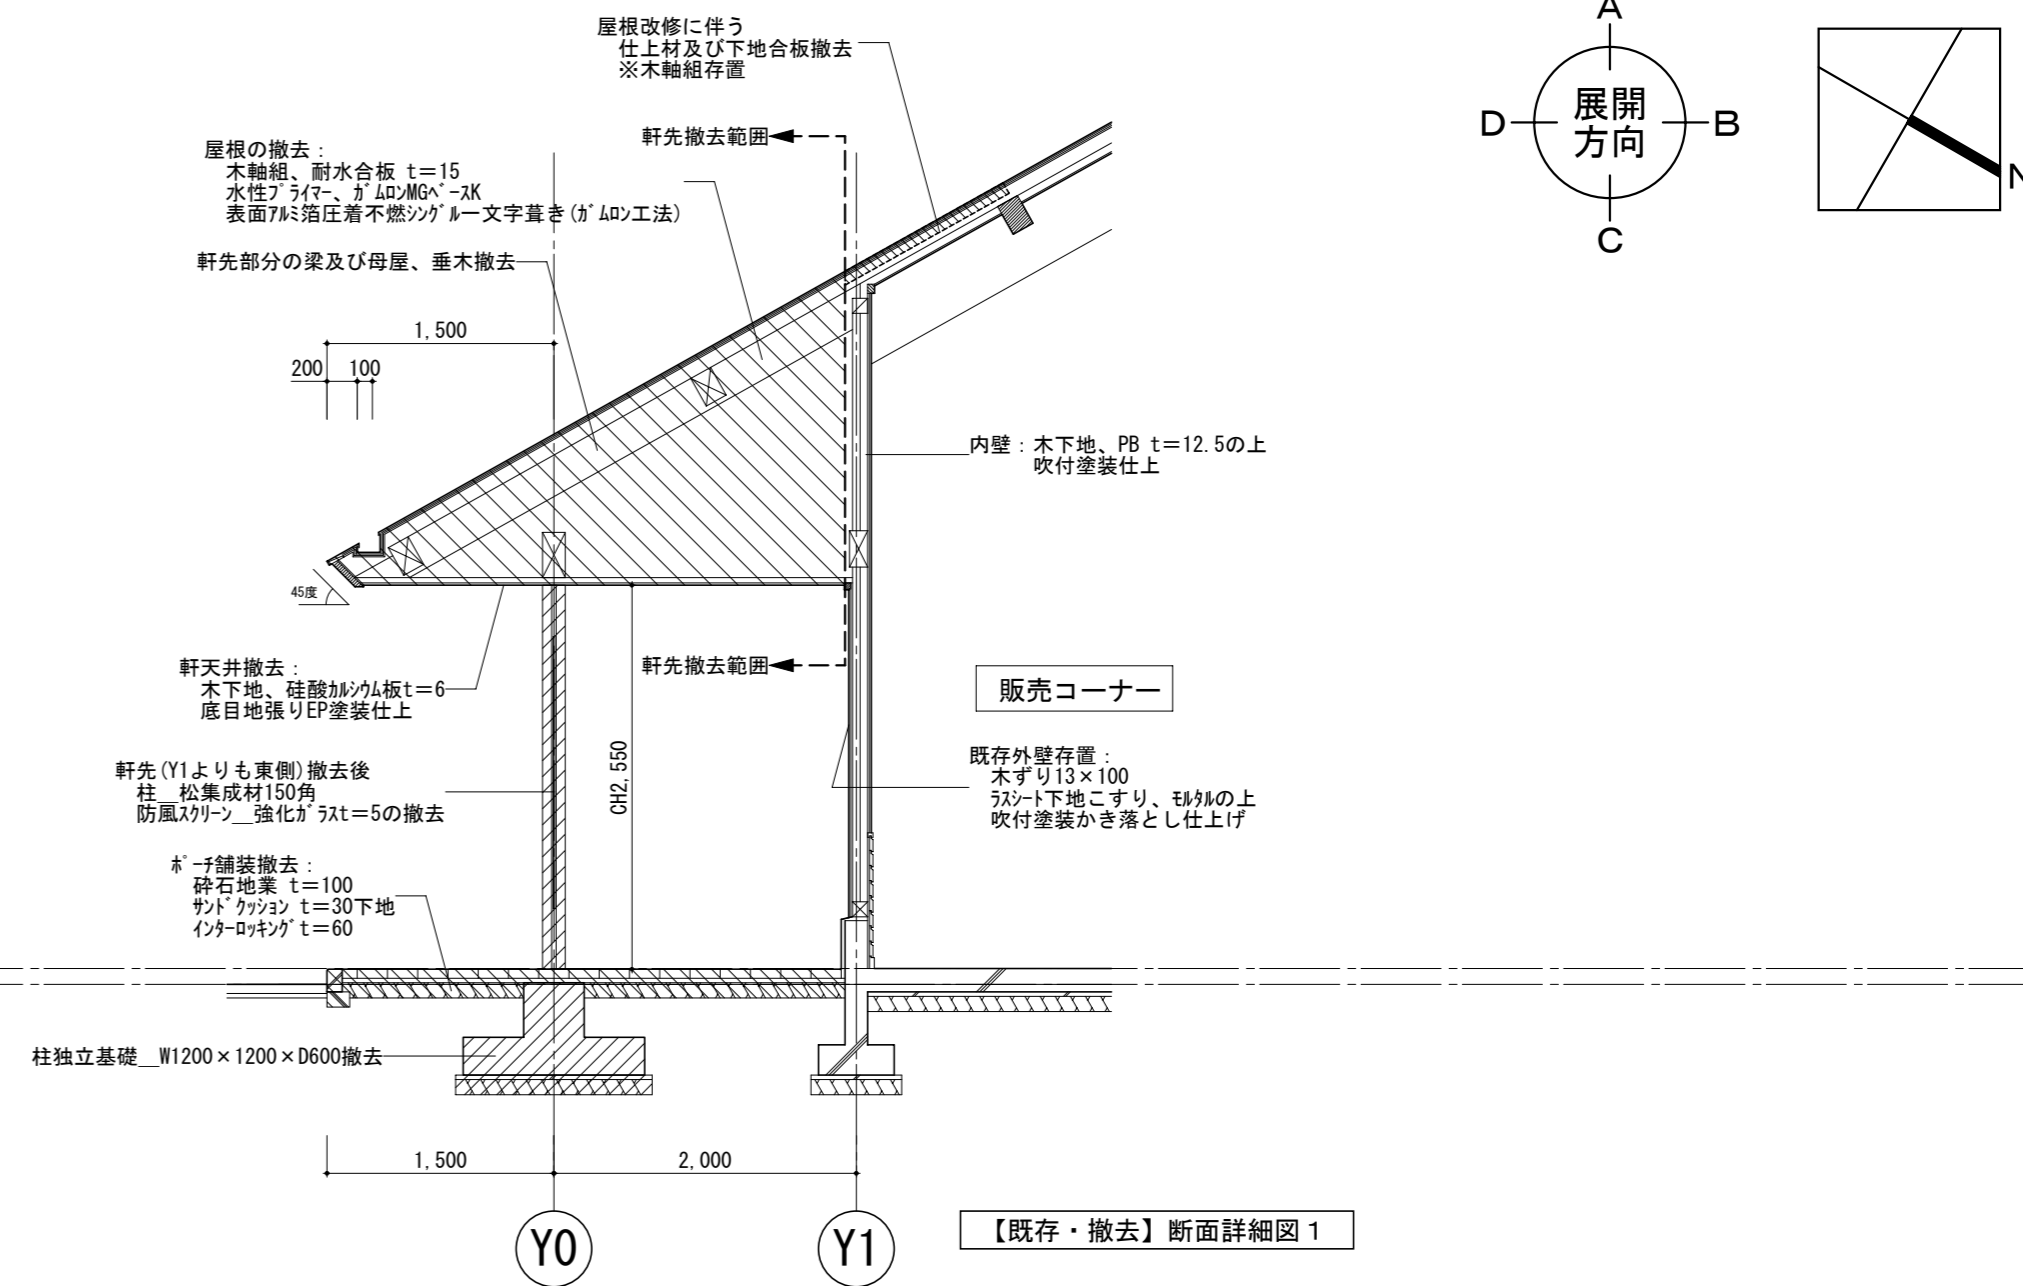 屋根改修に伴う
仕上材及び下地合板撤去
※木軸組存置
軒先撤去範囲
屋根の撤去：
木軸組、耐水合板 t＝15
水性プライマー、ガムロンMGベースK
表面アルミ箔圧着不燃シングル一文字葺き(ガムロン工法)
軒先部分の梁及び母屋、垂木撤去
1,500
200 100
45度
内壁：木下地、PB t＝12.5の上
吹付塗装仕上
軒先撤去範囲
軒天井撤去：
木下地、硅酸カルシウム板t＝6
底目地張りEP塗装仕上
販売コーナー
CH2,550
軒先(Y1よりも東側)撤去後
柱＿松集成材150角
防風スクリーン＿強化ガラスt＝5の撤去
既存外壁存置：
木ずり13×100
ラスシート下地こすり、モルタルの上
吹付塗装かき落とし仕上げ
ポーチ舗装撤去：
砕石地業 t＝100
サンドクッション t＝30下地
インターロッキングt＝60
柱独立基礎＿W1200×1200×D600撤去
1,500 2,000
Y0 Y1
【既存・撤去】断面詳細図１
A
D 展開 B
方向
C
N